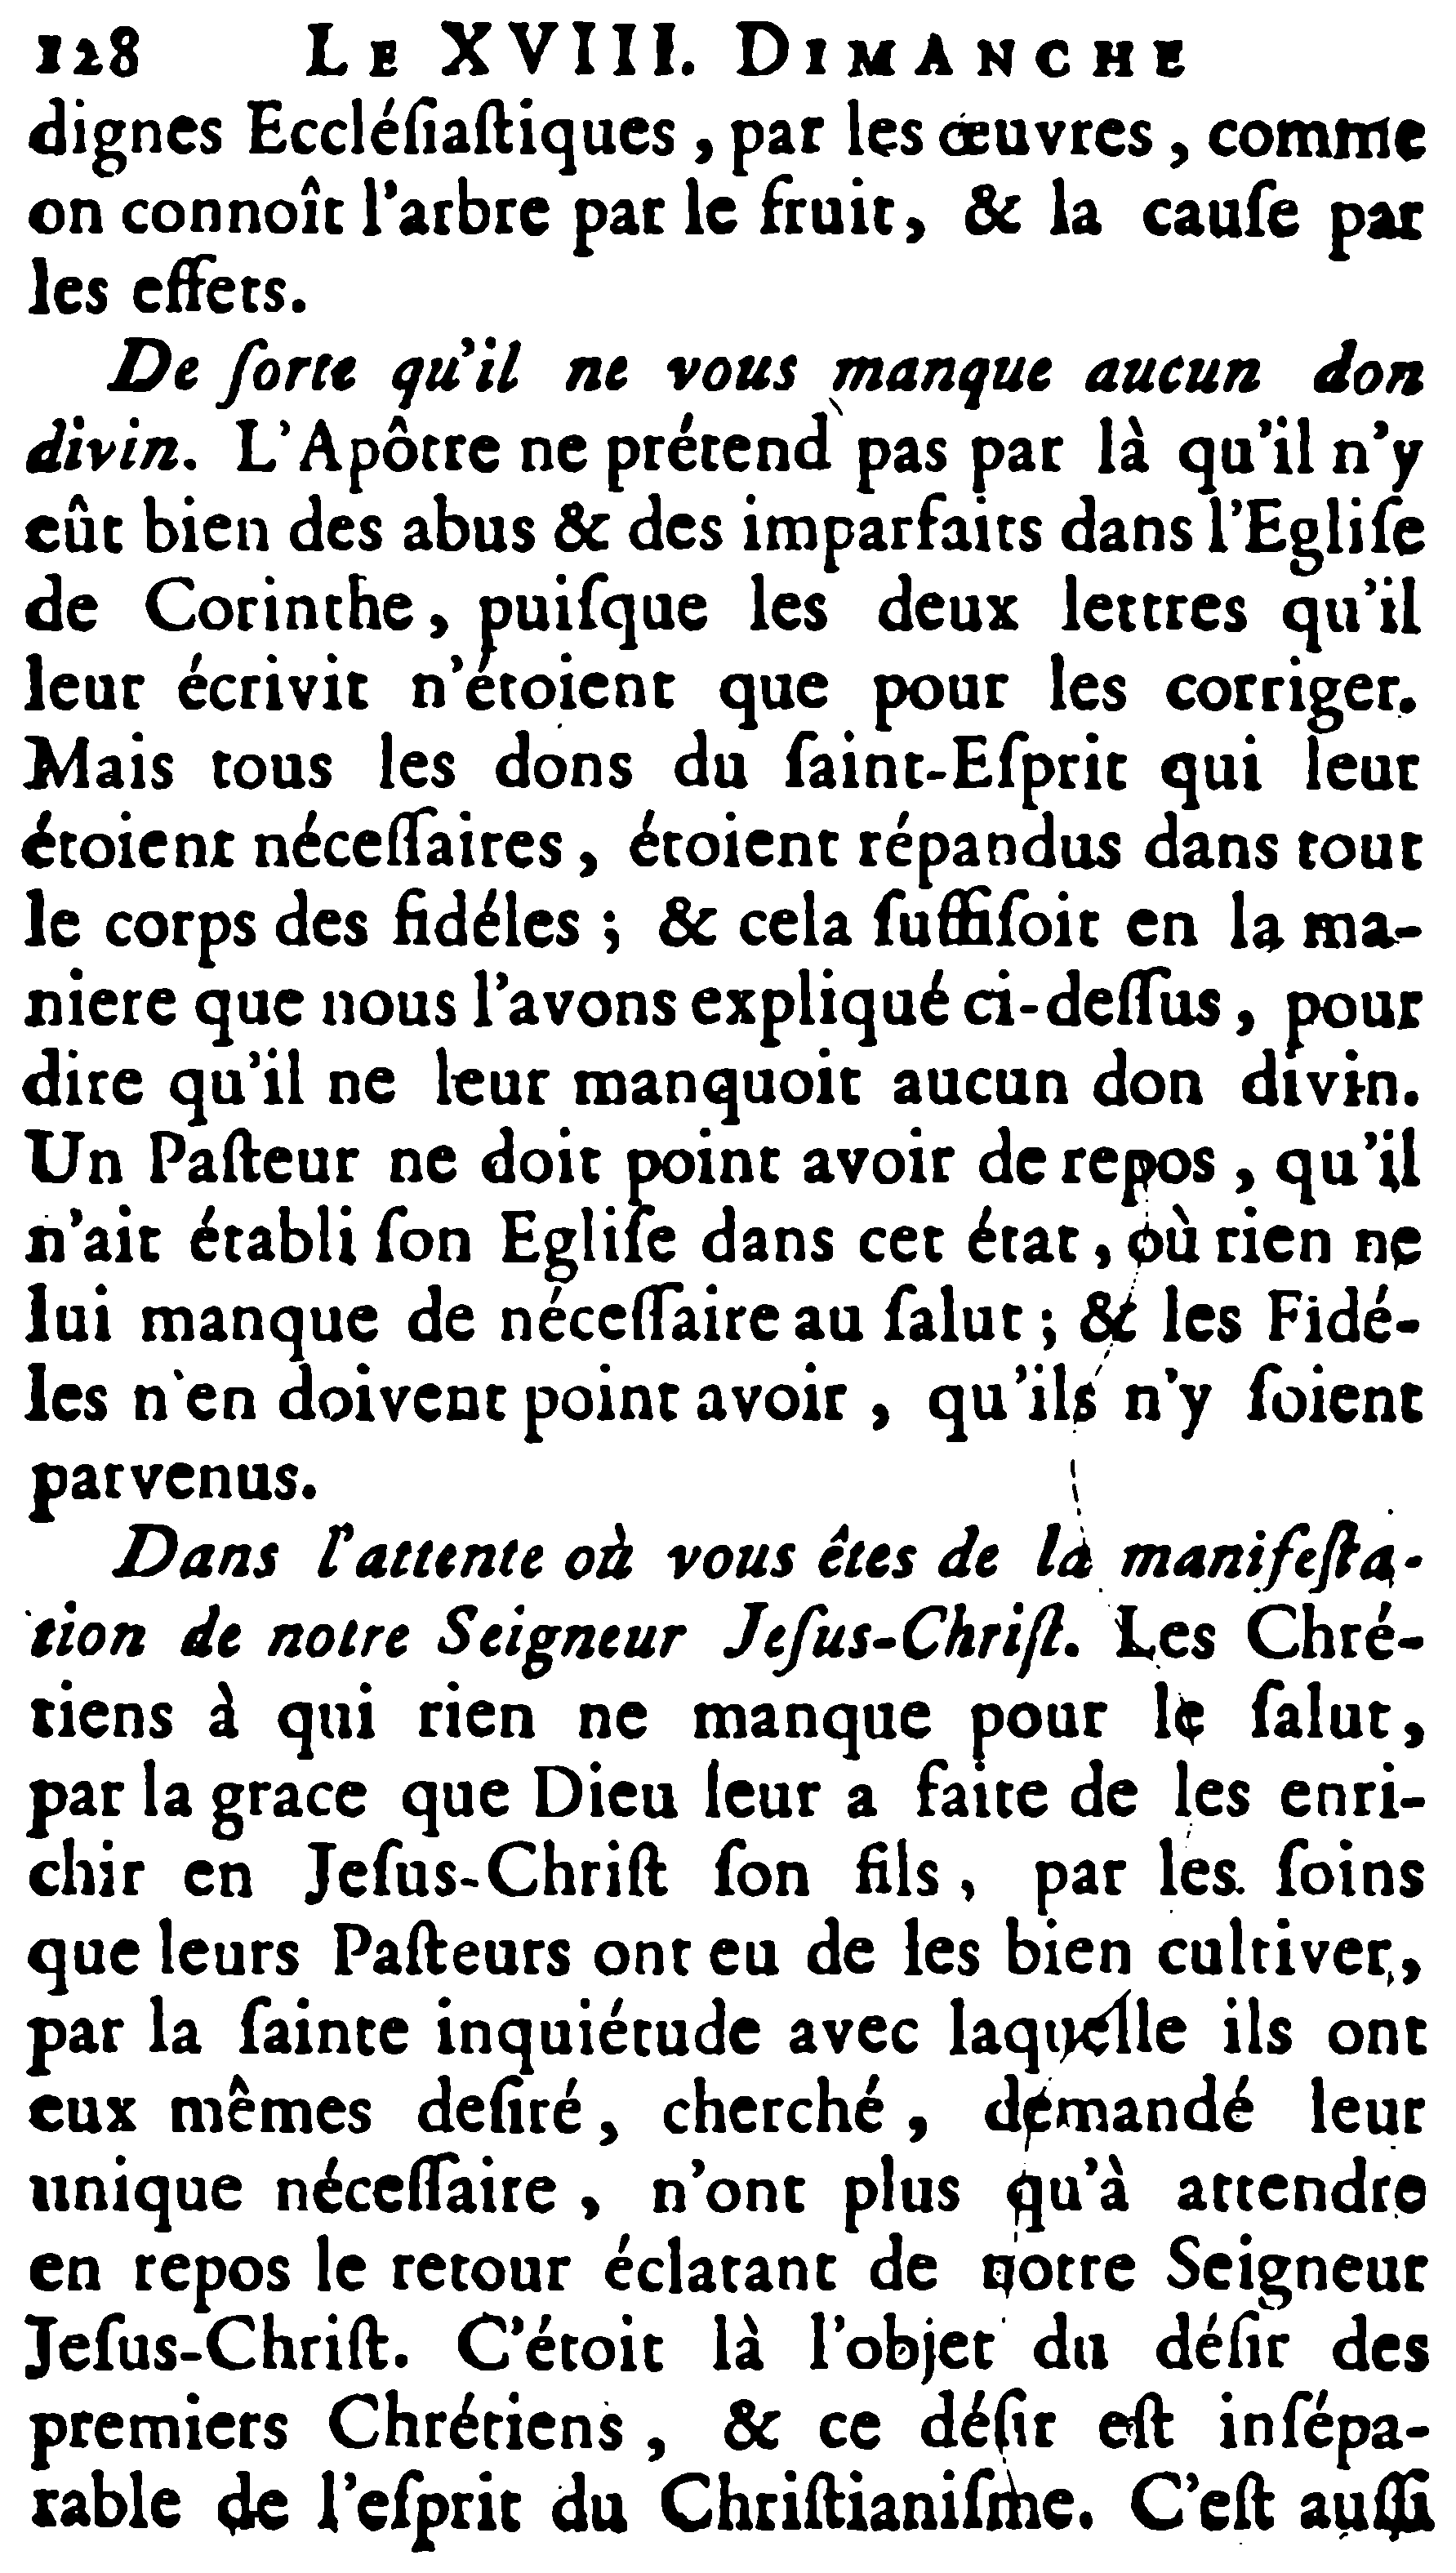 128 LE XVIII. DIMANCHE
dignes Eccléſiaſtiques, par les œuvres, comme
on connoît l'arbre par le fruit, & la cauſe par
les effets.
De ſorte qu'il ne vous manque aucun don
divin. L'Apôtre ne prétend pas par là qu'il n'y
eût bien des abus & des imparfaits dans l'Egliſe
de Corinthe, puiſque les deux lettres qu'il
leur écrivit n'étoient que pour les corriger.
Mais tous les dons du ſaint-Eſprit qui leur
étoient néceſſaires, étoient répandus dans tout
le corps des fidéles ; & cela ſuffiſoit en la ma-
niere que nous l'avons expliqué ci-deſſus, pour
dire qu'il ne leur manquoit aucun don divin.
Un Paſteur ne doit point avoir de repos, qu'il
n'ait établi ſon Egliſe dans cet état, où rien ne
lui manque de néceſſaire au ſalut ; & les Fidé-
les n'en doivent point avoir, qu'ils n'y ſoient
parvenus.
Dans l'attente où vous êtes de la manifeſta-
tion de notre Seigneur Jeſus-Chriſt. Les Chré-
tiens à qui rien ne manque pour le ſalut,
par la grace que Dieu leur a faite de les enri-
chir en Jeſus-Chriſt ſon fils, par les ſoins
que leurs Paſteurs ont eu de les bien cultiver,
par la ſainte inquiétude avec laquelle ils ont
eux mêmes deſiré, cherché, demandé leur
unique néceſſaire, n'ont plus qu'à attendre
en repos le retour éclatant de notre Seigneur
Jeſus-Chriſt. C'étoit là l'objet du déſir des
premiers Chrétiens, & ce déſir eſt inſépa-
rable de l'eſprit du Chriſtianiſme. C'eſt auſſi